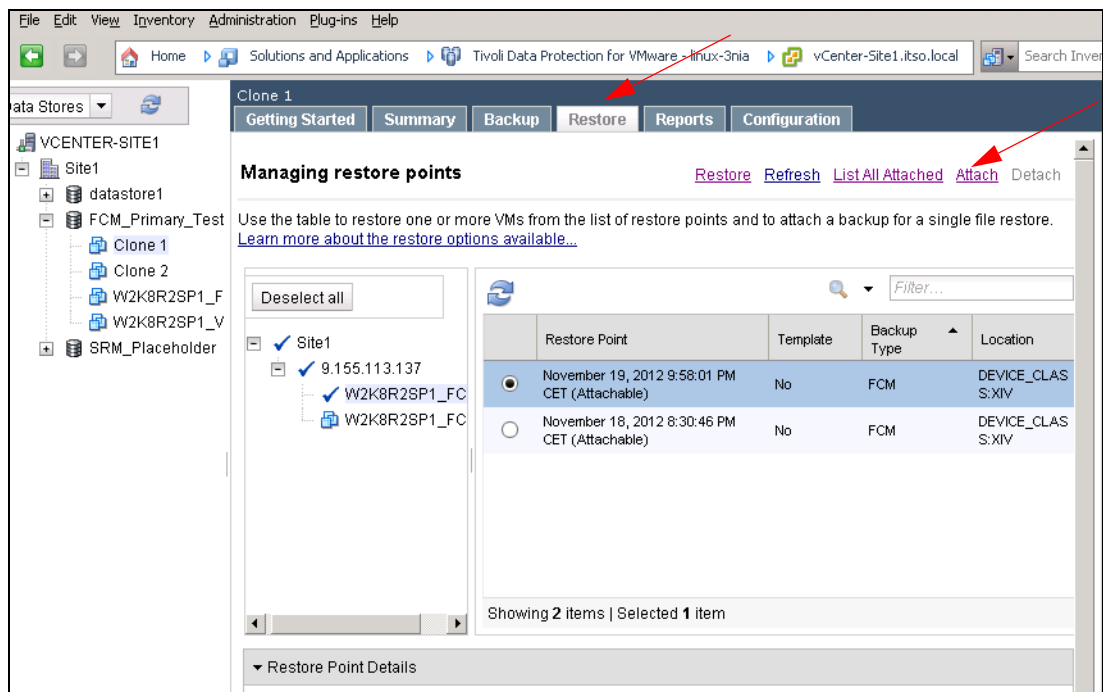 File Edit View Inventory Administration Plug-ins Help
Home Solutions and Applications Tivoli Data Protection for VMware - linux-3nia vCenter-Site1.itso.local Search Inver
ata Stores
VCENTER-SITE1
Site1
datastore1
FCM_Primary_Test
Clone 1
Clone 2
W2K8R2SP1_F
W2K8R2SP1_V
SRM_Placeholder
Clone 1
Getting Started Summary Backup Restore Reports Configuration
Managing restore points
Restore Refresh List All Attached Attach Detach
Use the table to restore one or more VMs from the list of restore points and to attach a backup for a single file restore.
Learn more about the restore options available...
Deselect all
Site1
9.155.113.137
W2K8R2SP1_FC
W2K8R2SP1_FC
Filter...
Restore Point Template Backup Type Location
November 19, 2012 9:58:01 PM CET (Attachable) No FCM DEVICE_CLASS:XIV
November 18, 2012 8:30:46 PM CET (Attachable) No FCM DEVICE_CLASS:XIV
Showing 2 items | Selected 1 item
Restore Point Details